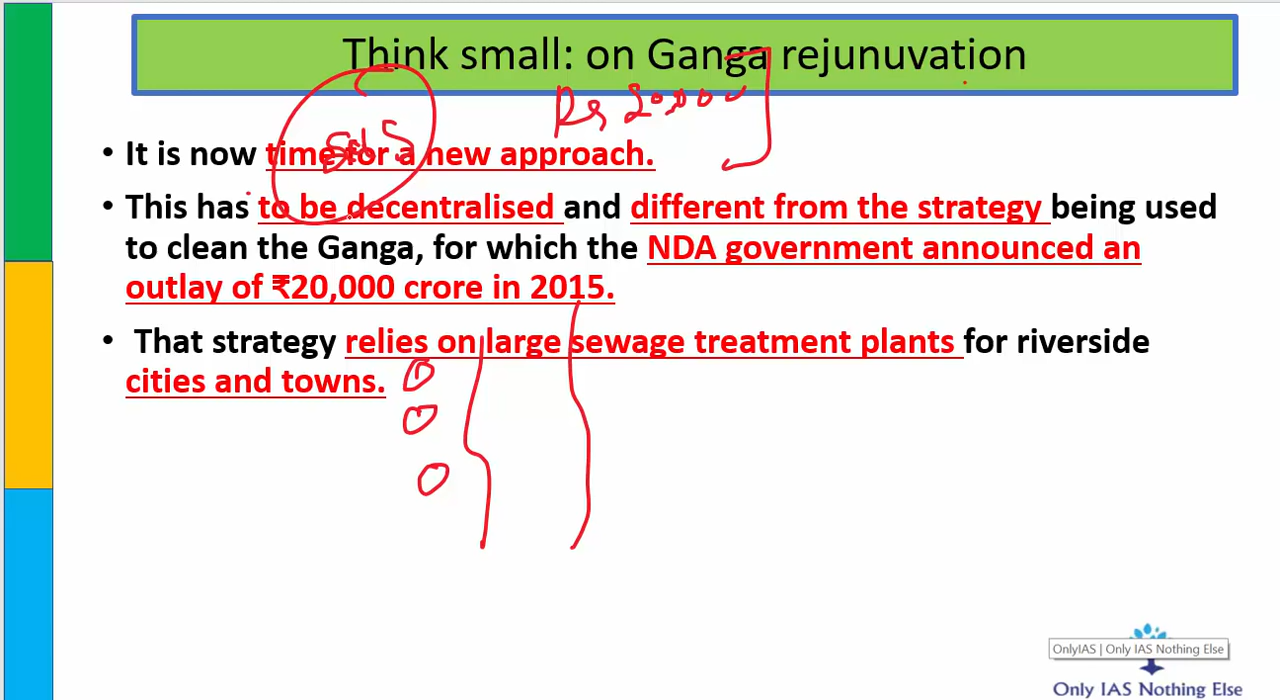 Think small: on Ganga rejunuvation
Rs 20,000
• It is now time for a new approach.
• This has to be decentralised and different from the strategy being used
to clean the Ganga, for which the NDA government announced an
outlay of ₹20,000 crore in 2015.
• That strategy relies on large sewage treatment plants for riverside
cities and towns.
OnlyIAS | Only IAS Nothing Else
Only IAS Nothing Else